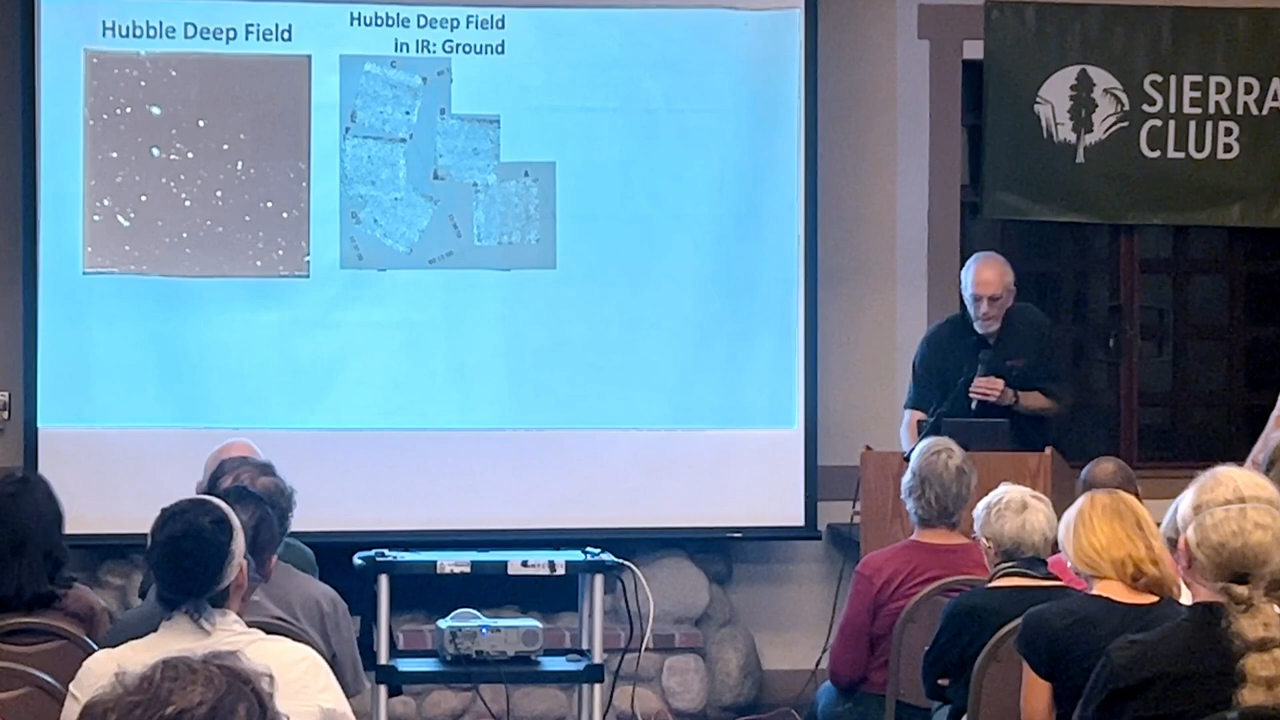 Hubble Deep Field
Hubble Deep Field
in IR: Ground
SIERRA
CLUB